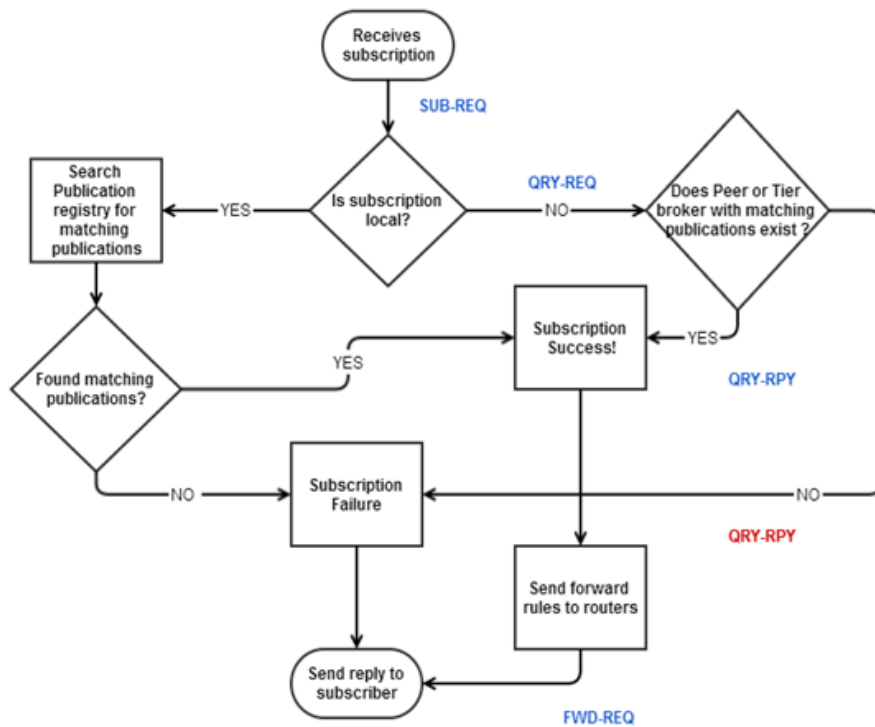 Receives
subscription
SUB-REQ
Search
Publication
registry for
matching
publications
YES
Is subscription
local?
QRY-REQ
NO
Does Peer or Tier
broker with matching
publications exist ?
Subscription
Success!
YES
YES
Found matching
publications?
QRY-RPY
NO
Subscription
Failure
NO
QRY-RPY
Send forward
rules to routers
Send reply to
subscriber
FWD-REQ